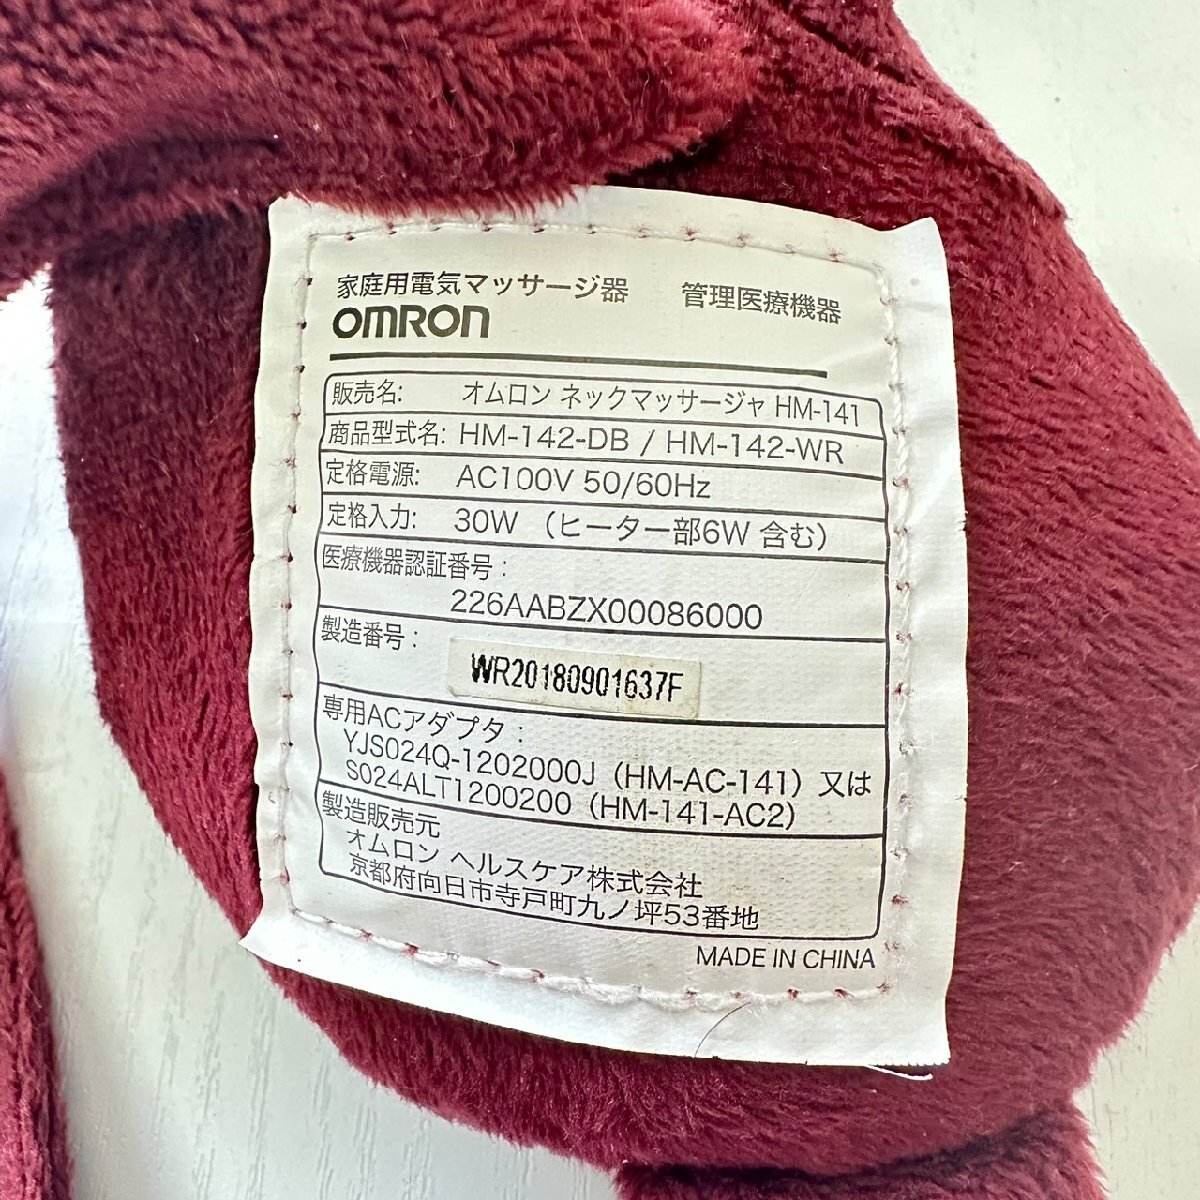 家庭用電気マッサージ器 管理医療機器
OMRON
販売名: オムロン ネックマッサージャ HM-141
商品型式名: HM-142-DB / HM-142-WR
定格電源: AC100V 50/60Hz
定格入力: 30W (ヒーター部6W 含む)
医療機器認証番号:
226AABZX00086000
製造番号:
WR20180901637F
専用ACアダプタ:
YJS024Q-1202000J (HM-AC-141) 又は
S024ALT1200200 (HM-141-AC2)
製造販売元
オムロン ヘルスケア株式会社
京都府向日市寺戸町九ノ坪53番地
MADE IN CHINA